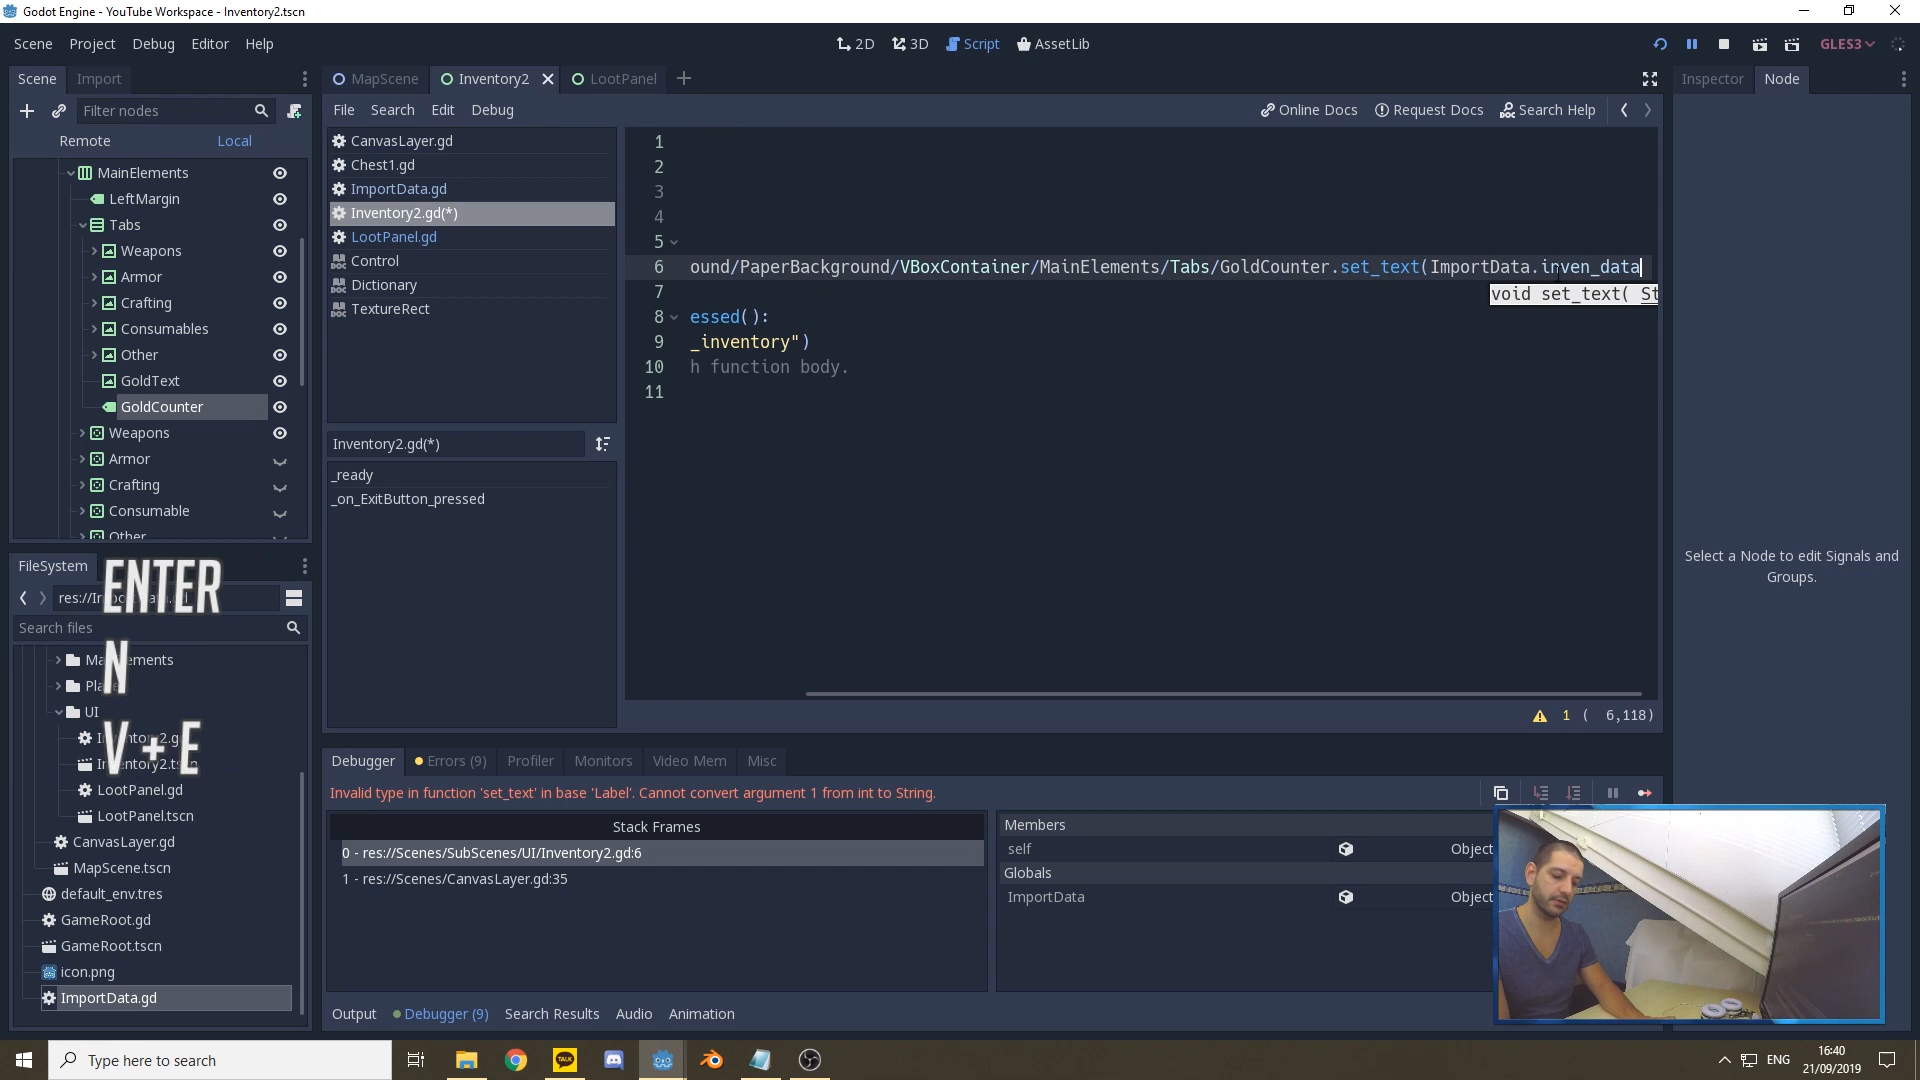 Godot Engine - YouTube Workspace - Inventory2.tscn
Scene Project Debug Editor Help
2D 3D Script AssetLib
GLES3
Scene Import
MapScene Inventory2 LootPanel
Inspector Node
Filter nodes
File Search Edit Debug
Online Docs Request Docs Search Help
Remote Local
MainElements
LeftMargin
Tabs
Weapons
Armor
Crafting
Consumables
Other
GoldText
GoldCounter
Weapons
Armor
Crafting
Consumable
Other
CanvasLayer.gd
Chest1.gd
ImportData.gd
Inventory2.gd(*)
LootPanel.gd
Control
Dictionary
TextureRect
Inventory2.gd(*)
_ready
_on_ExitButton_pressed
1
2
3
4
5
6 ound/PaperBackground/VBoxContainer/MainElements/Tabs/GoldCounter.set_text(ImportData.inven_data
void set_text( St
7
8 essed():
9 _inventory")
10 h function body.
11
1 ( 6,118)
Select a Node to edit Signals and
Groups.
FileSystem
Search files
UI
LootPanel.gd
LootPanel.tscn
CanvasLayer.gd
MapScene.tscn
default_env.tres
GameRoot.gd
GameRoot.tscn
icon.png
ImportData.gd
ENTER
N
V + E
Debugger Errors (9) Profiler Monitors Video Mem Misc
Invalid type in function 'set_text' in base 'Label'. Cannot convert argument 1 from int to String.
Stack Frames
0 - res://Scenes/SubScenes/UI/Inventory2.gd:6
1 - res://Scenes/CanvasLayer.gd:35
Members
self Object
Globals
ImportData Object
Output Debugger (9) Search Results Audio Animation
Type here to search
TALK
ENG
16:40
21/09/2019